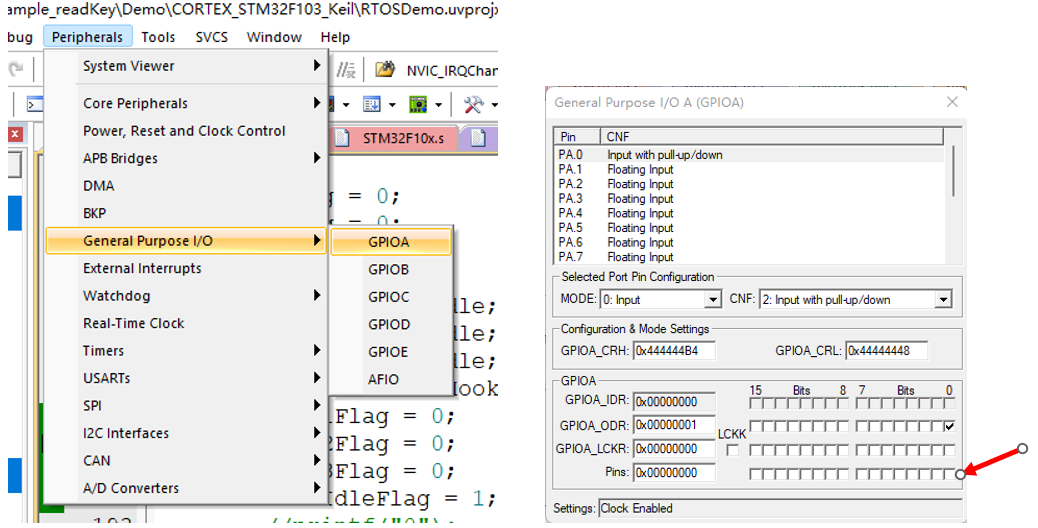 ample_readKey\Demo\CORTEX_STM32F103_Keil\RTOSDemo.uvprojx
bug Peripherals Tools SVCS Window Help
System Viewer
NVIC_IRQChan
Core Peripherals
Power, Reset and Clock Control
STM32F10x.s
APB Bridges
DMA
= 0;
BKP
= 0;
General Purpose I/O
GPIOA
External Interrupts
GPIOB
Watchdog
GPIOC
dle;
Real-Time Clock
GPIOD
dle;
Timers
GPIOE
dle;
USARTs
AFIO
Hook
SPI
Flag = 0;
I2C Interfaces
2Flag = 0;
CAN
3Flag = 0;
A/D Converters
dleFlag = 1;
192
//printf("0");
General Purpose I/O A (GPIOA)
Pin CNF
PA.0 Input with pull-up/down
PA.1 Floating Input
PA.2 Floating Input
PA.3 Floating Input
PA.4 Floating Input
PA.5 Floating Input
PA.6 Floating Input
PA.7 Floating Input
Selected Port Pin Configuration
MODE: 0: Input CNF: 2: Input with pull-up/down
Configuration & Mode Settings
GPIOA_CRH: 0x444444B4 GPIOA_CRL: 0x44444448
GPIOA
15 Bits 8 7 Bits 0
GPIOA_IDR: 0x00000000
GPIOA_ODR: 0x00000001
LCKK
GPIOA_LCKR: 0x00000000
Pins: 0x00000000
Settings: Clock Enabled